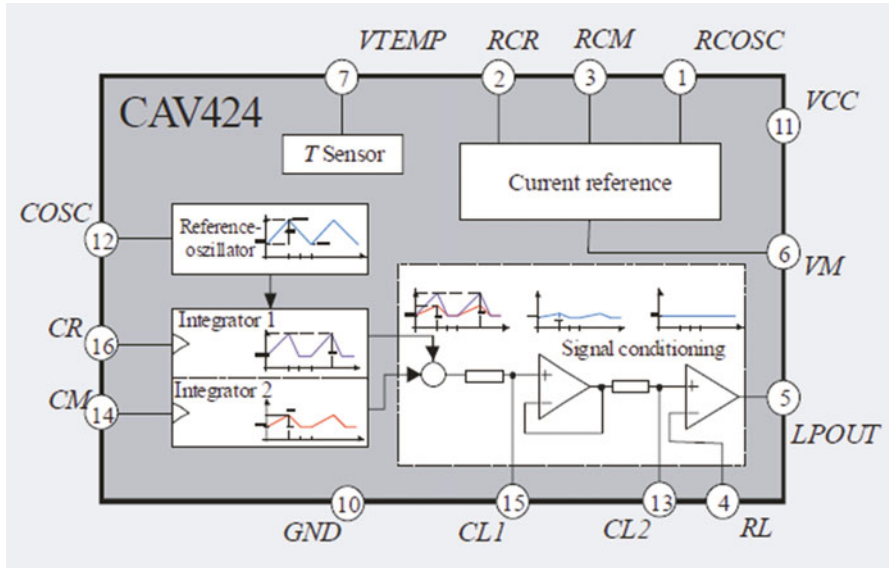 VTEMP RCR RCM RCOSC
7 2 3 1
VCC
11
CAV424
T Sensor
Current reference
COSC
12
Reference-
oszillator
6
VM
CR
16
Integrator 1
Signal conditioning
CM
14
Integrator 2
5
LPOUT
10 15 13 4
GND CL1 CL2 RL